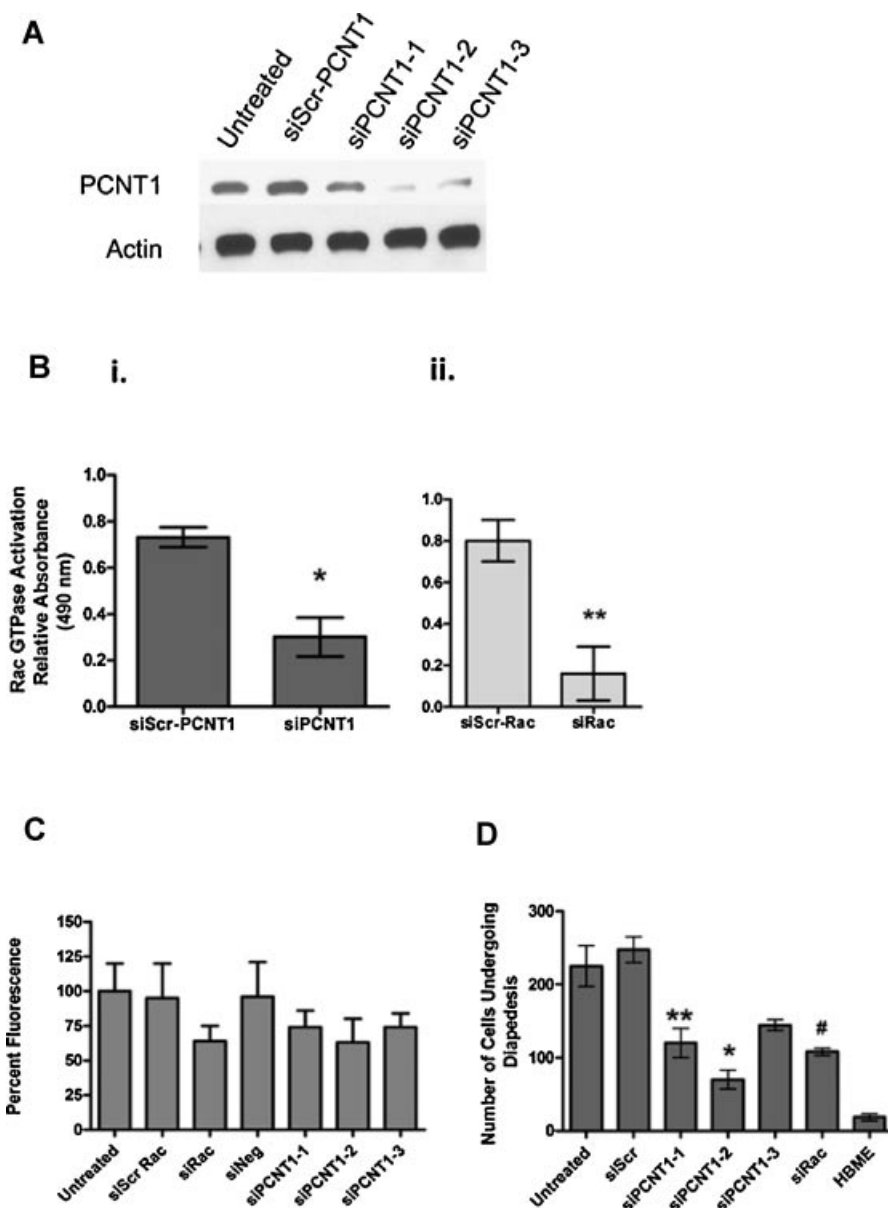 A
Untreated
siScr-PCNT1
siPCNT1-1
siPCNT1-2
siPCNT1-3
PCNT1
Actin
B
i.
ii.
Rac GTPase Activation
Relative Absorbance
(490 nm)
1.0
0.8
0.6
0.4
0.2
0.0
*
siScr-PCNT1
siPCNT1
1.0
0.8
0.6
0.4
0.2
0.0
**
siScr-Rac
siRac
C
Percent Fluorescence
150
125
100
75
50
25
0
Untreated
siScr Rac
siRac
siNeg
siPCNT1-1
siPCNT1-2
siPCNT1-3
D
Number of Cells Undergoing
Diapedesis
300
200
100
0
**
*
#
Untreated
siScr
siPCNT1-1
siPCNT1-2
siPCNT1-3
siRac
HBME